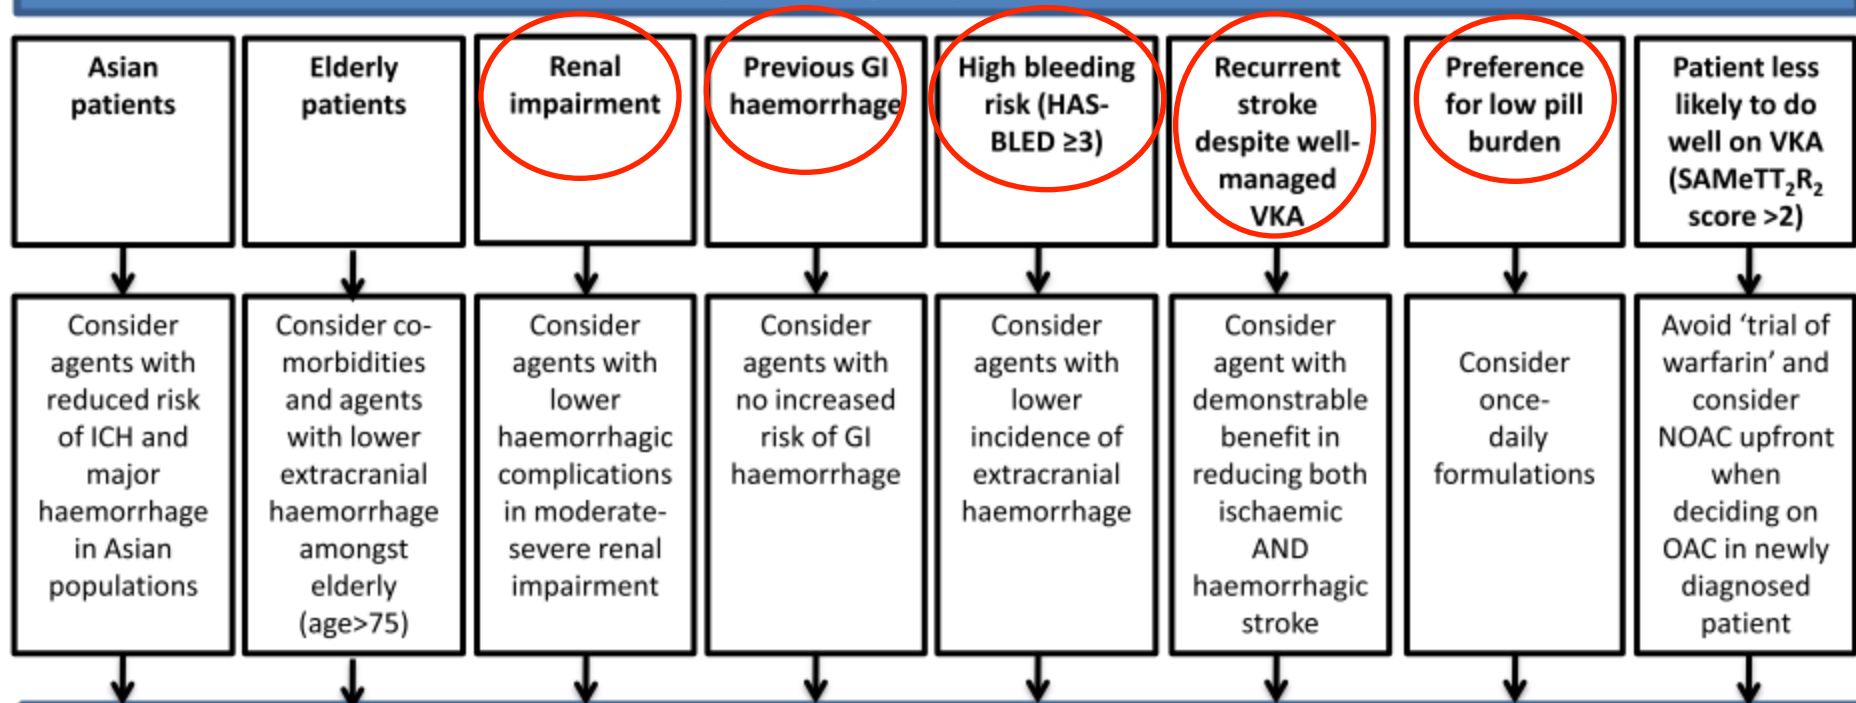 Asian
patients
Elderly
patients
Renal
impairment
Previous GI
haemorrhage
High bleeding
risk (HAS-
BLED ≥3)
Recurrent
stroke
despite well-
managed
VKA
Preference
for low pill
burden
Patient less
likely to do
well on VKA
(SAMeTT₂R₂
score >2)
Consider
agents with
reduced risk
of ICH and
major
haemorrhage
in Asian
populations
Consider co-
morbidities
and agents
with lower
extracranial
haemorrhage
amongst
elderly
(age>75)
Consider
agents with
lower
haemorrhagic
complications
in moderate-
severe renal
impairment
Consider
agents with
no increased
risk of GI
haemorrhage
Consider
agents with
lower
incidence of
extracranial
haemorrhage
Consider
agent with
demonstrable
benefit in
reducing both
ischaemic
AND
haemorrhagic
stroke
Consider
once-
daily
formulations
Avoid ‘trial of
warfarin’ and
consider
NOAC upfront
when
deciding on
OAC in newly
diagnosed
patient